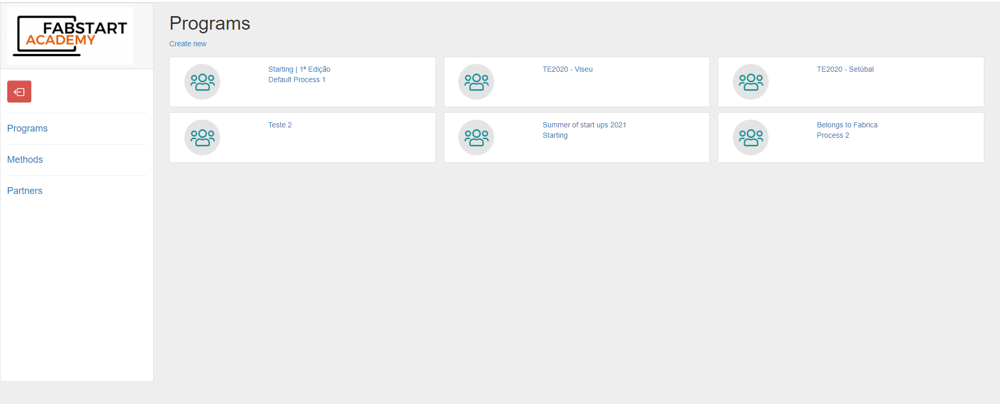 FABSTART
ACADEMY
Programs
Methods
Partners
Programs
Create new
Starting | 1ª Edição
Default Process 1
TE2020 - Viseu
TE2020 - Setúbal
Teste 2
Summer of start ups 2021
Starting
Belongs to Fabrica
Process 2